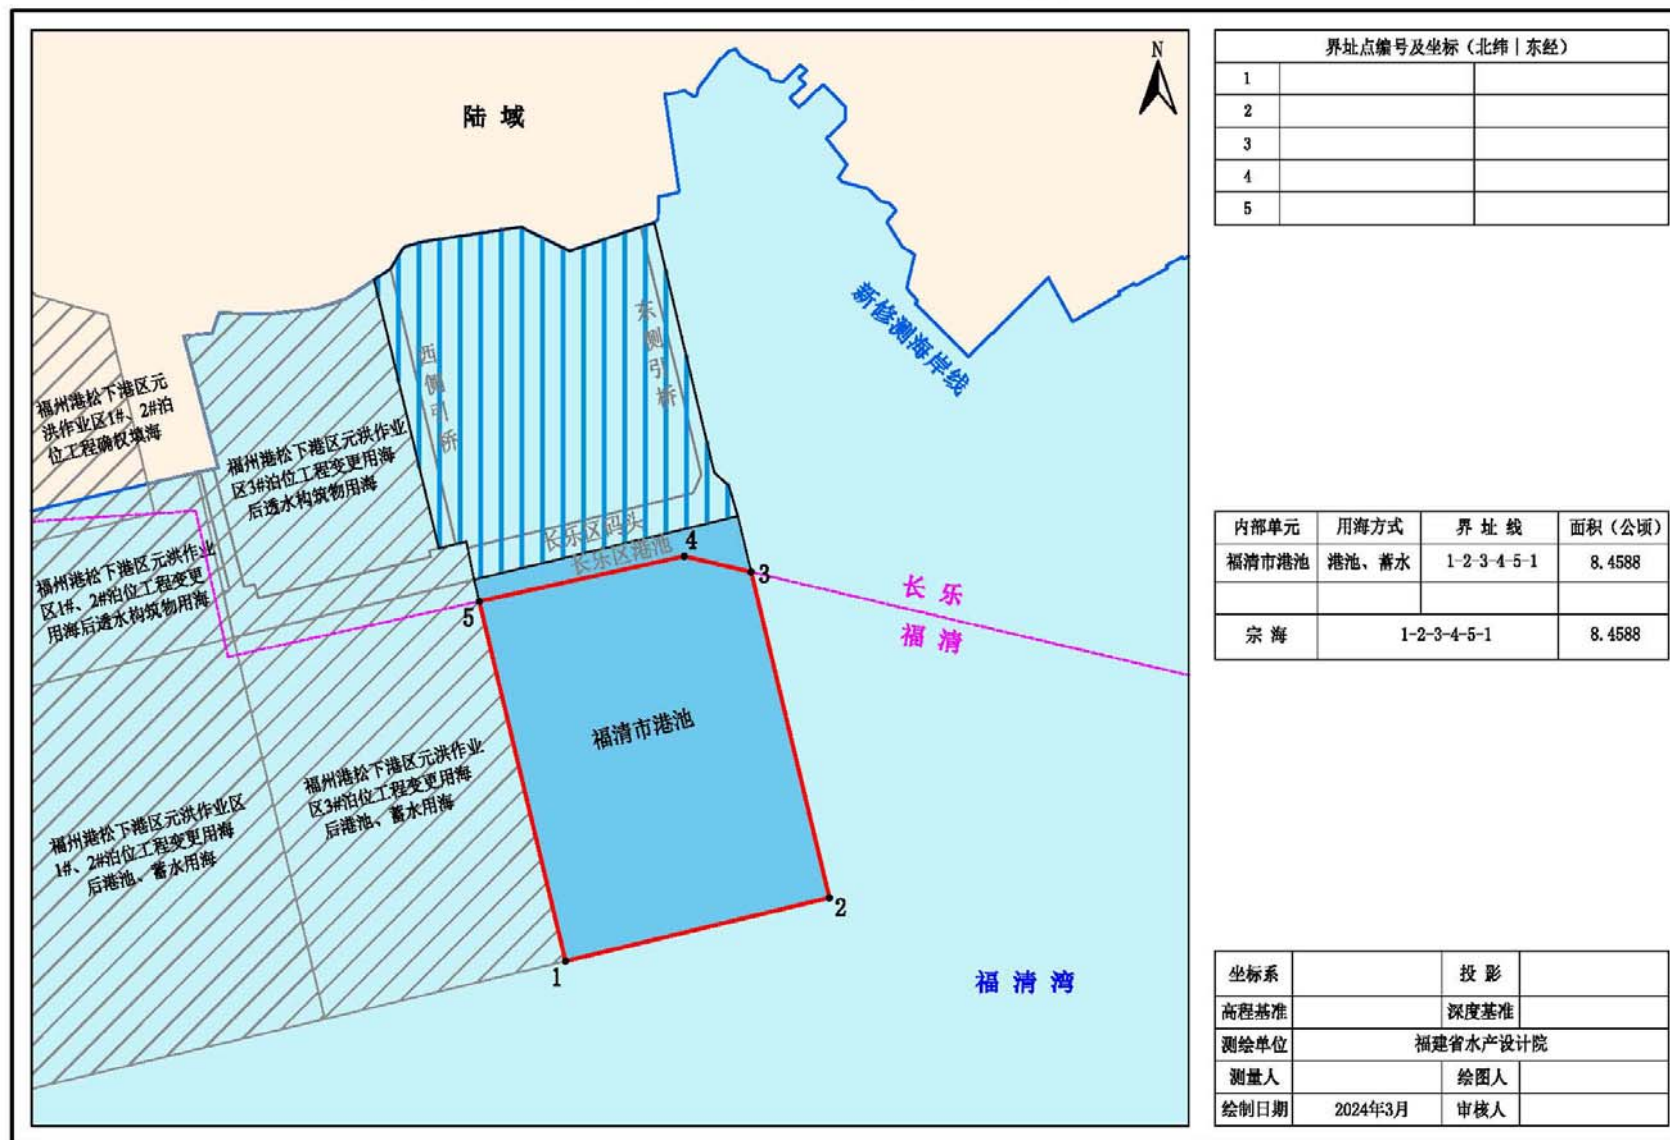 N
陆域
新修测海岸线
西侧引桥
东侧引桥
长乐区码头
长乐区港池
福州港松下港区元
洪作业区1#、2#泊
位工程确权填海
福州港松下港区元洪作业
区3#泊位工程变更用海
后透水构筑物用海
福州港松下港区元洪作业
区1#、2#泊位工程变更
用海后透水构筑物用海
4
3
5
长乐
福清
福清市港池
福州港松下港区元洪作业
区3#泊位工程变更用海
后港池、蓄水用海
福州港松下港区元洪作业区
1#、2#泊位工程变更用海
后港池、蓄水用海
2
1
福清湾
界址点编号及坐标（北纬｜东经）
1
2
3
4
5
内部单元 用海方式 界址线 面积（公顷）
福清市港池 港池、蓄水 1-2-3-4-5-1 8.4588
宗海 1-2-3-4-5-1 8.4588
坐标系 投影
高程基准 深度基准
测绘单位 福建省水产设计院
测量人 绘图人
绘制日期 2024年3月 审核人